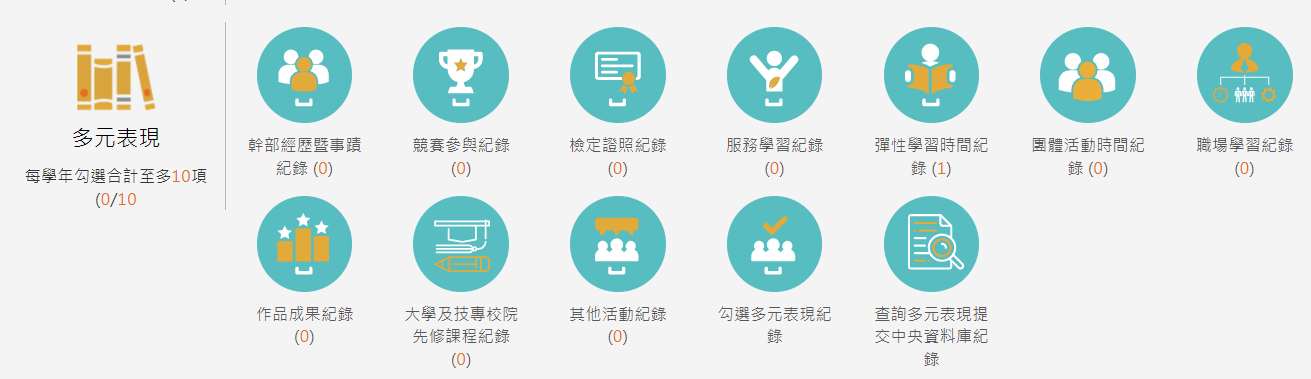 多元表現
每學年勾選合計至多10項
(0/10
幹部經歷暨事蹟
紀錄 (0)
競賽參與紀錄
(0)
檢定證照紀錄
(0)
服務學習紀錄
(0)
彈性學習時間紀
錄 (1)
團體活動時間紀
錄 (0)
職場學習紀錄
(0)
作品成果紀錄
(0)
大學及技專校院
先修課程紀錄
(0)
其他活動紀錄
(0)
勾選多元表現紀
錄
查詢多元表現提
交中央資料庫紀
錄